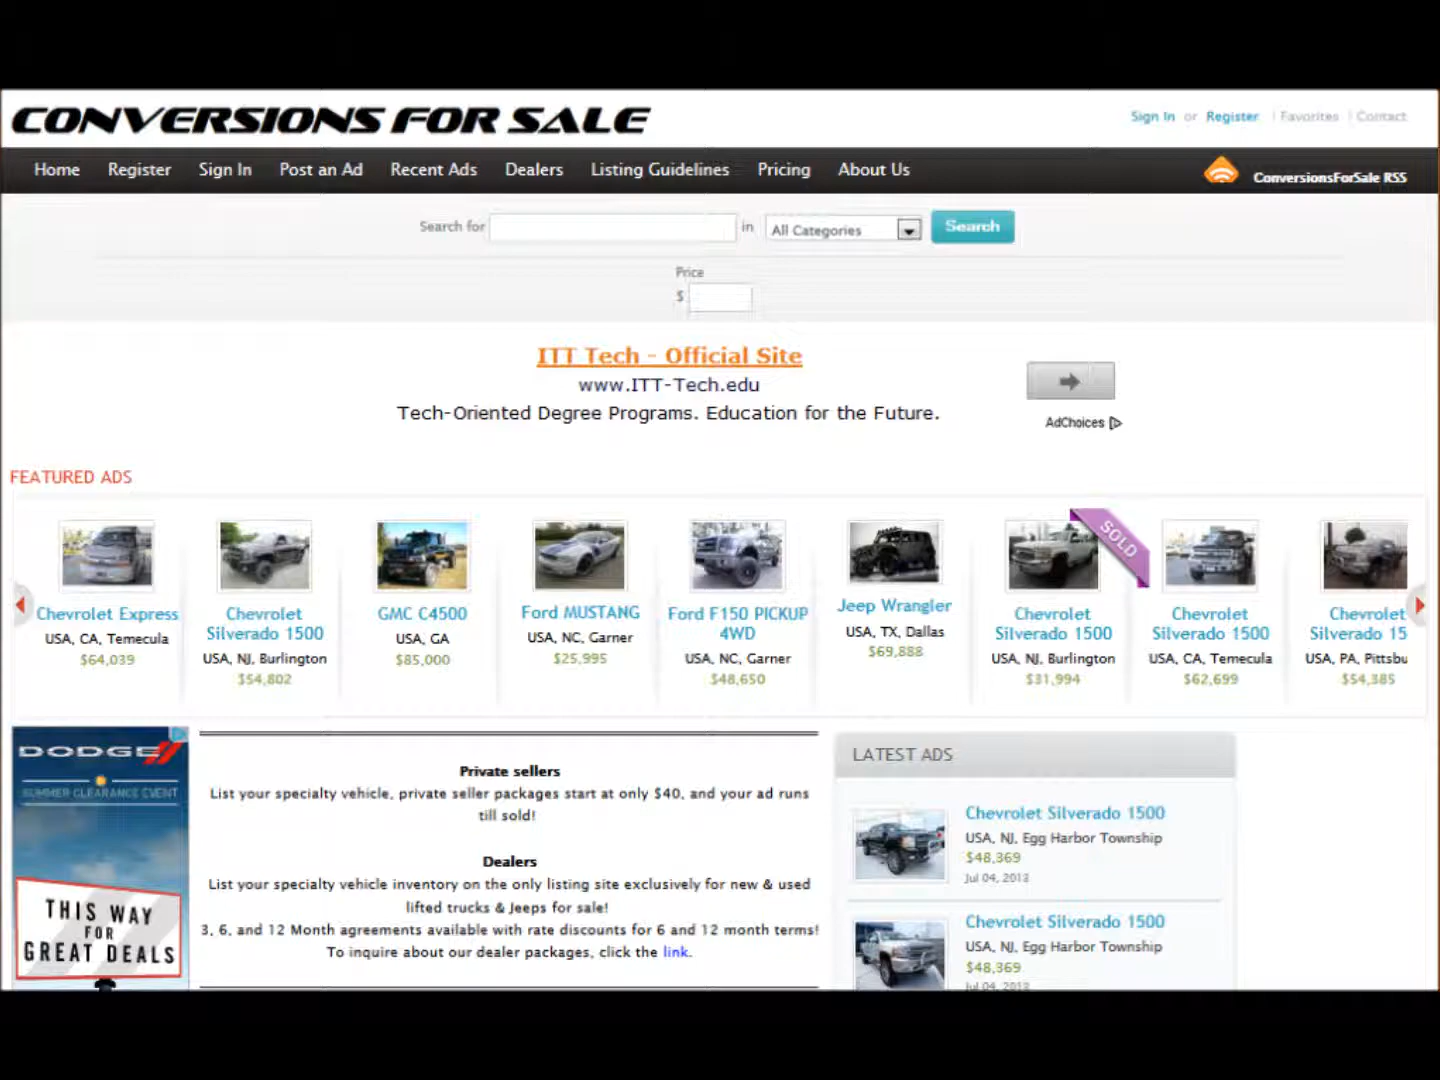 CONVERSIONS FOR SALE
Sign In or Register | Favorites | Contact
Home Register Sign In Post an Ad Recent Ads Dealers Listing Guidelines Pricing About Us
ConversionsForSale RSS
Search for in All Categories Search
Price
$
ITT Tech - Official Site
www.ITT-Tech.edu
Tech-Oriented Degree Programs. Education for the Future.
AdChoices
FEATURED ADS
Chevrolet Express
USA, CA, Temecula
$64,039
Chevrolet
Silverado 1500
USA, NJ, Burlington
$54,802
GMC C4500
USA, GA
$85,000
Ford MUSTANG
USA, NC, Garner
$25,995
Ford F150 PICKUP
4WD
USA, NC, Garner
$48,650
Jeep Wrangler
USA, TX, Dallas
$69,888
SOLD
Chevrolet
Silverado 1500
USA, NJ, Burlington
$31,994
Chevrolet
Silverado 1500
USA, CA, Temecula
$62,699
Chevrolet
Silverado 15
USA, PA, Pittsbu
$54,385
DODGE
SUMMER CLEARANCE EVENT
THIS WAY
FOR
GREAT DEALS
Private sellers
List your specialty vehicle, private seller packages start at only $40, and your ad runs
till sold!
Dealers
List your specialty vehicle inventory on the only listing site exclusively for new & used
lifted trucks & Jeeps for sale!
3, 6, and 12 Month agreements available with rate discounts for 6 and 12 month terms!
To inquire about our dealer packages, click the link.
LATEST ADS
Chevrolet Silverado 1500
USA, NJ, Egg Harbor Township
$48,369
Jul 04, 2013
Chevrolet Silverado 1500
USA, NJ, Egg Harbor Township
$48,369
Jul 04, 2013